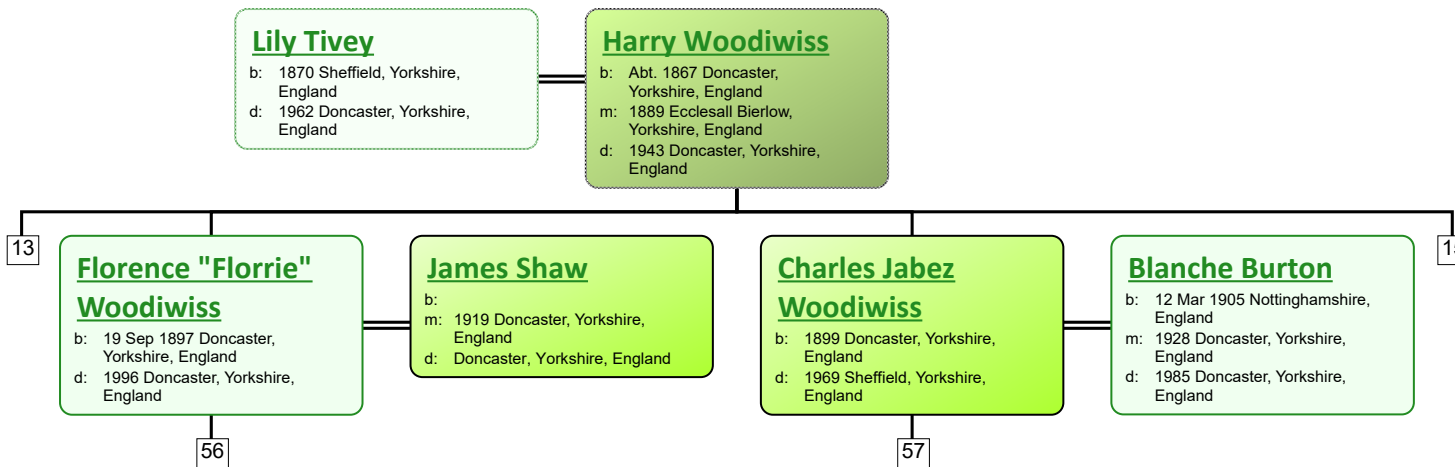 Lily Tivey
b: 1870 Sheffield, Yorkshire,
England
d: 1962 Doncaster, Yorkshire,
England
Harry Woodiwiss
b: Abt. 1867 Doncaster,
Yorkshire, England
m: 1889 Ecclesall Bierlow,
Yorkshire, England
d: 1943 Doncaster, Yorkshire,
England
13
Florence "Florrie"
Woodiwiss
b: 19 Sep 1897 Doncaster,
Yorkshire, England
d: 1996 Doncaster, Yorkshire,
England
James Shaw
b:
m: 1919 Doncaster, Yorkshire,
England
d: Doncaster, Yorkshire, England
Charles Jabez
Woodiwiss
b: 1899 Doncaster, Yorkshire,
England
d: 1969 Sheffield, Yorkshire,
England
Blanche Burton
b: 12 Mar 1905 Nottinghamshire,
England
m: 1928 Doncaster, Yorkshire,
England
d: 1985 Doncaster, Yorkshire,
England
56
57